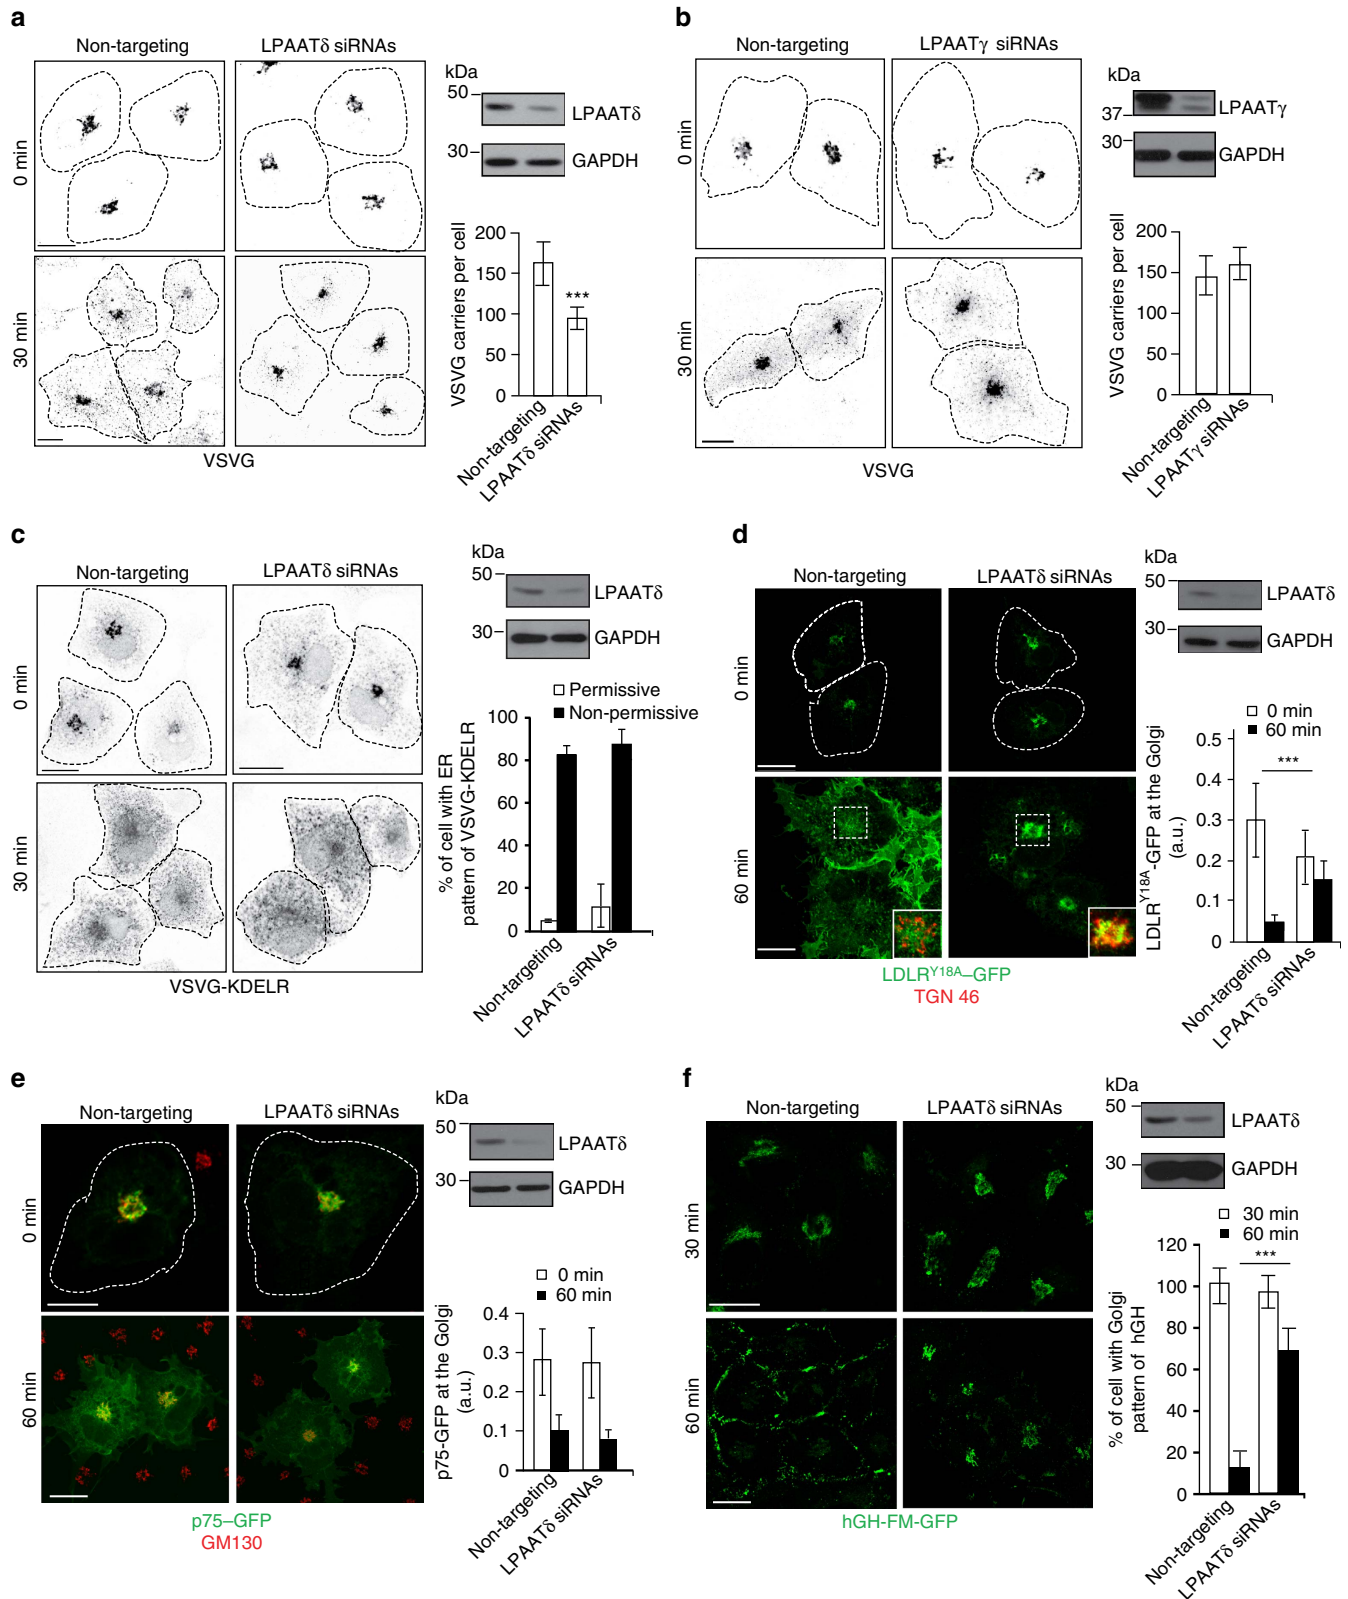 a
Non-targeting
LPAATδ siRNAs
0 min
30 min
VSVG
kDa
50
LPAATδ
30
GAPDH
VSVG carriers per cell
200
150
100
50
0
***
Non-targeting
LPAATδ siRNAs
b
Non-targeting
LPAATγ siRNAs
0 min
30 min
VSVG
kDa
37
LPAATγ
30
GAPDH
VSVG carriers per cell
200
150
100
50
0
Non-targeting
LPAATγ siRNAs
c
Non-targeting
LPAATδ siRNAs
0 min
30 min
VSVG-KDELR
kDa
50
LPAATδ
30
GAPDH
Permissive
Non-permissive
% of cell with ER
pattern of VSVG-KDELR
100
80
60
40
20
0
Non-targeting
LPAATδ siRNAs
d
Non-targeting
LPAATδ siRNAs
0 min
60 min
LDLRY18A–GFP
TGN 46
kDa
50
LPAATδ
30
GAPDH
0 min
60 min
LDLRY18A-GFP at the Golgi
(a.u.)
0.5
0.4
0.3
0.2
0.1
0
***
Non-targeting
LPAATδ siRNAs
e
Non-targeting
LPAATδ siRNAs
0 min
60 min
p75–GFP
GM130
kDa
50
LPAATδ
30
GAPDH
0 min
60 min
p75-GFP at the Golgi
(a.u.)
0.4
0.3
0.2
0.1
0
Non-targeting
LPAATδ siRNAs
f
Non-targeting
LPAATδ siRNAs
30 min
60 min
hGH-FM-GFP
kDa
50
LPAATδ
30
GAPDH
30 min
60 min
% of cell with Golgi
pattern of hGH
120
100
80
60
40
20
0
***
Non-targeting
LPAATδ siRNAs